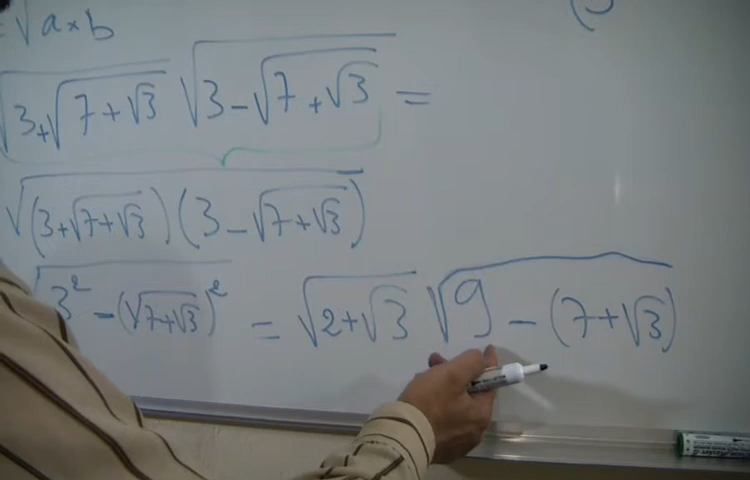 = √a×b
√3+√7+√3 √3-√7+√3 =
√(3+√7+√3)(3-√7+√3)
3² - (√7+√3)² = √2+√3 √9 - (7+√3)